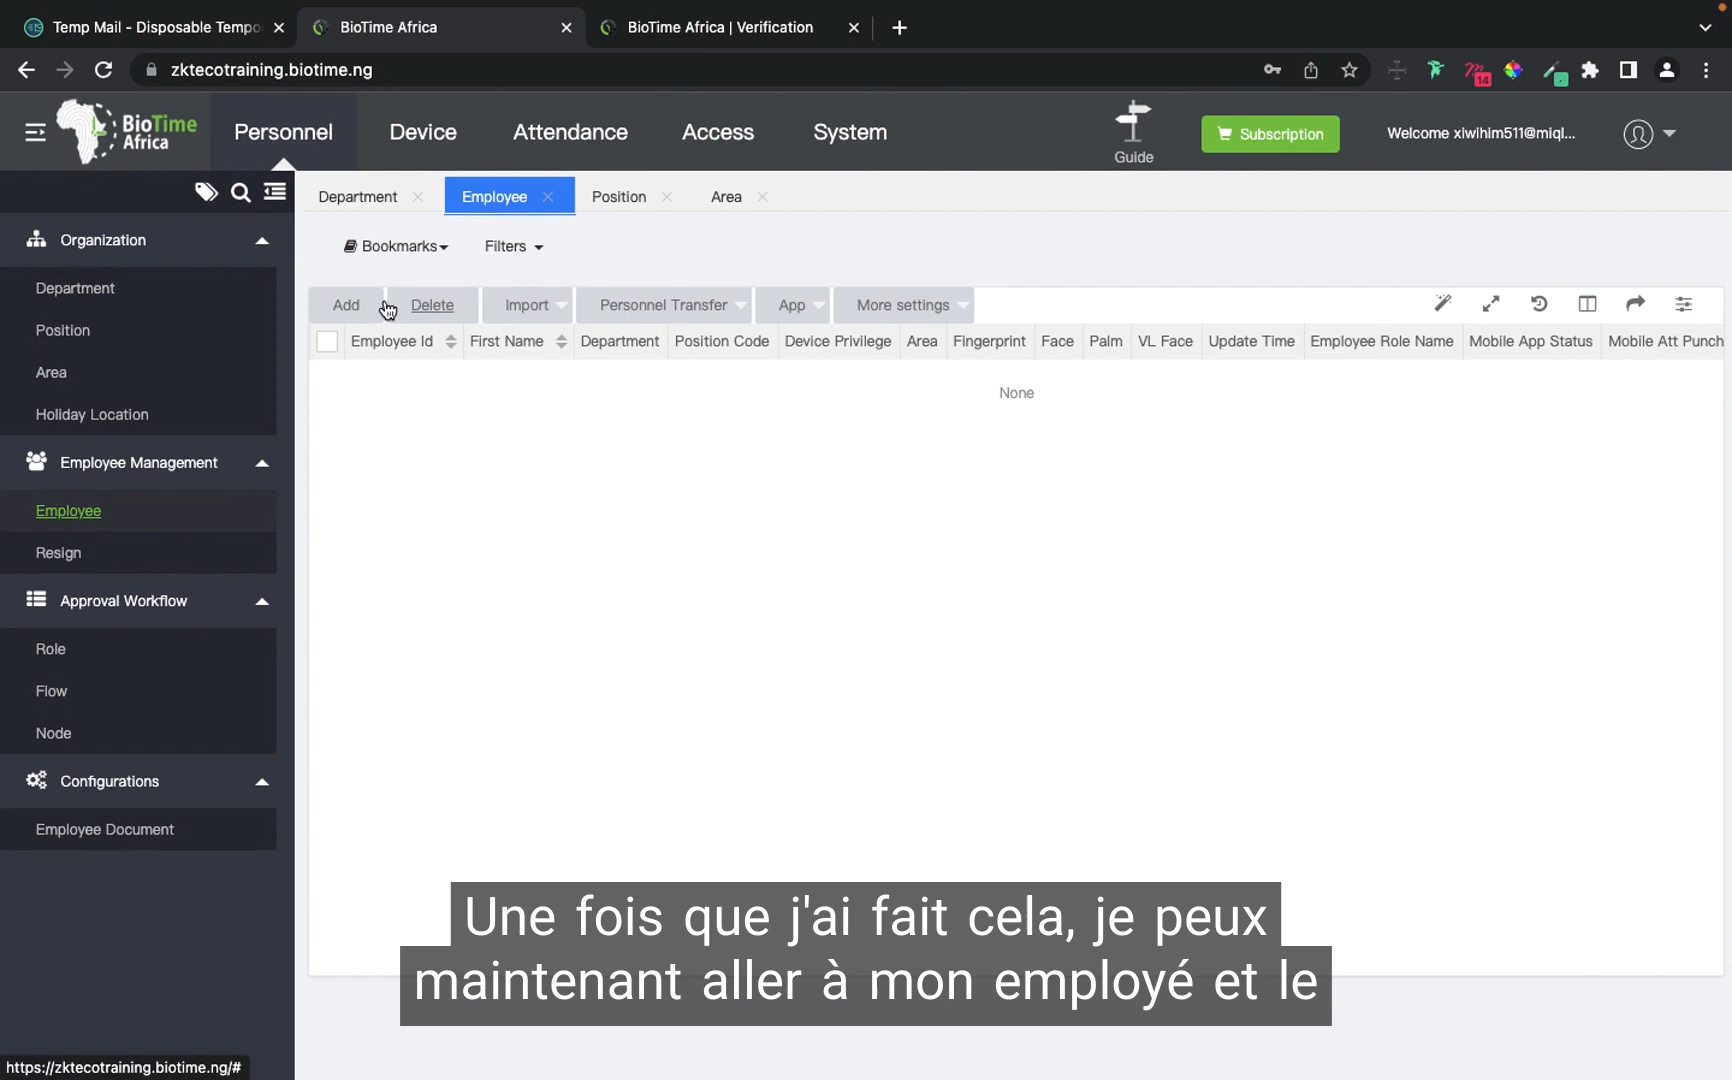 Temp Mail - Disposable Tempo
BioTime Africa
BioTime Africa | Verification
zktecotraining.biotime.ng
14
BioTime
Africa
Personnel
Device
Attendance
Access
System
Guide
Subscription
Welcome xiwihim511@miql...
Department
Employee
Position
Area
Bookmarks
Filters
Organization
Department
Position
Area
Holiday Location
Employee Management
Employee
Resign
Approval Workflow
Role
Flow
Node
Configurations
Employee Document
Add
Delete
Import
Personnel Transfer
App
More settings
Employee Id
First Name
Department
Position Code
Device Privilege
Area
Fingerprint
Face
Palm
VL Face
Update Time
Employee Role Name
Mobile App Status
Mobile Att Punch
None
Une fois que j'ai fait cela, je peux
maintenant aller à mon employé et le
https://zktecotraining.biotime.ng/#